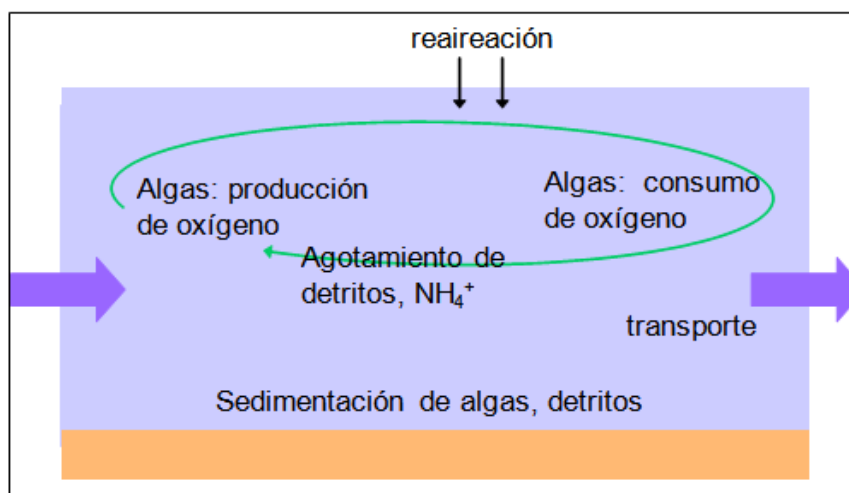 reaireación
Algas: producción
de oxígeno
Algas: consumo
de oxígeno
Agotamiento de
detritos, NH₄⁺
transporte
Sedimentación de algas, detritos